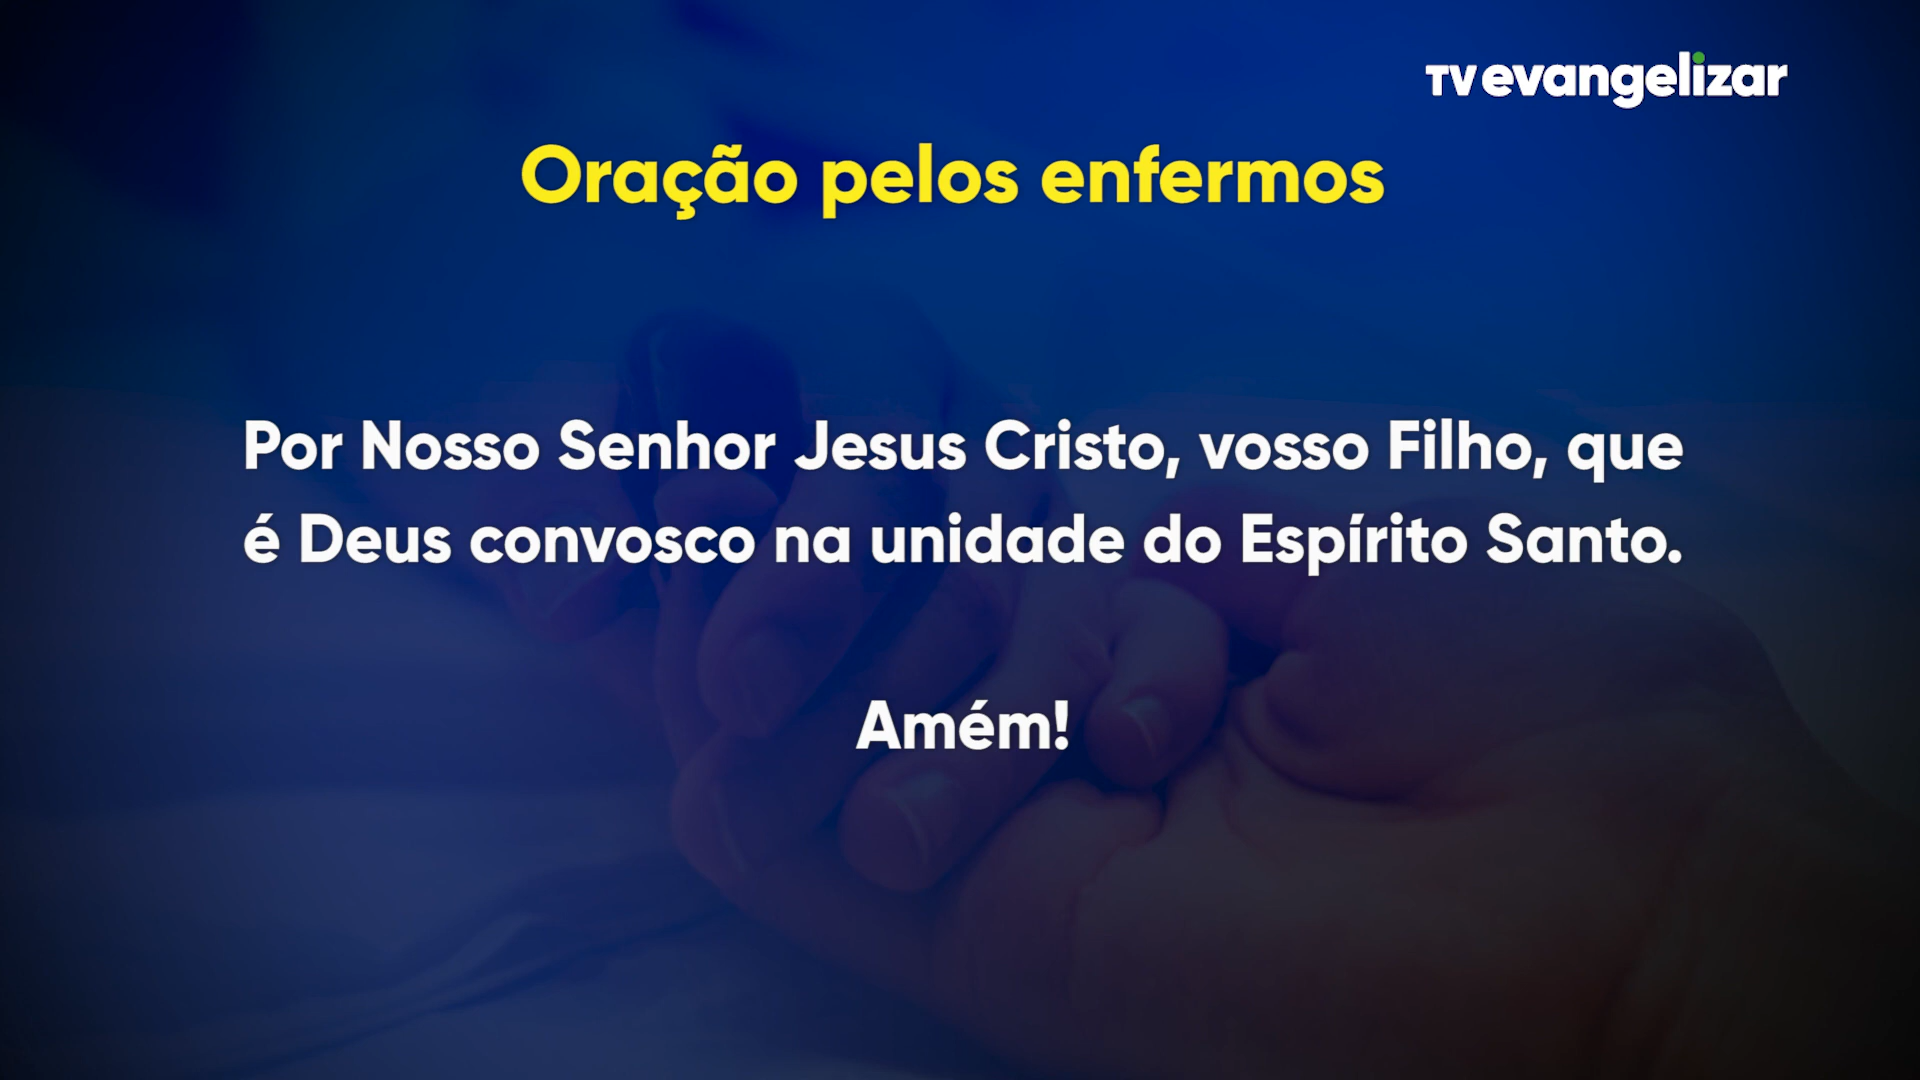 TV evangelizar
Oração pelos enfermos
Por Nosso Senhor Jesus Cristo, vosso Filho, que
é Deus convosco na unidade do Espírito Santo.
Amém!